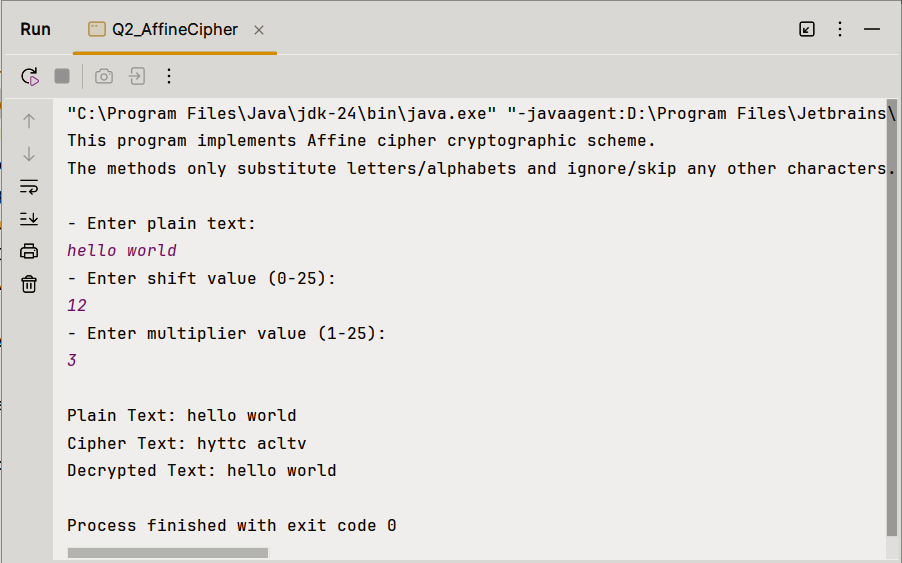 Run Q2_AffineCipher
"C:\Program Files\Java\jdk-24\bin\java.exe" "-javaagent:D:\Program Files\Jetbrains\
This program implements Affine cipher cryptographic scheme.
The methods only substitute letters/alphabets and ignore/skip any other characters.
- Enter plain text:
hello world
- Enter shift value (0-25):
12
- Enter multiplier value (1-25):
3
Plain Text: hello world
Cipher Text: hyttc acltv
Decrypted Text: hello world
Process finished with exit code 0